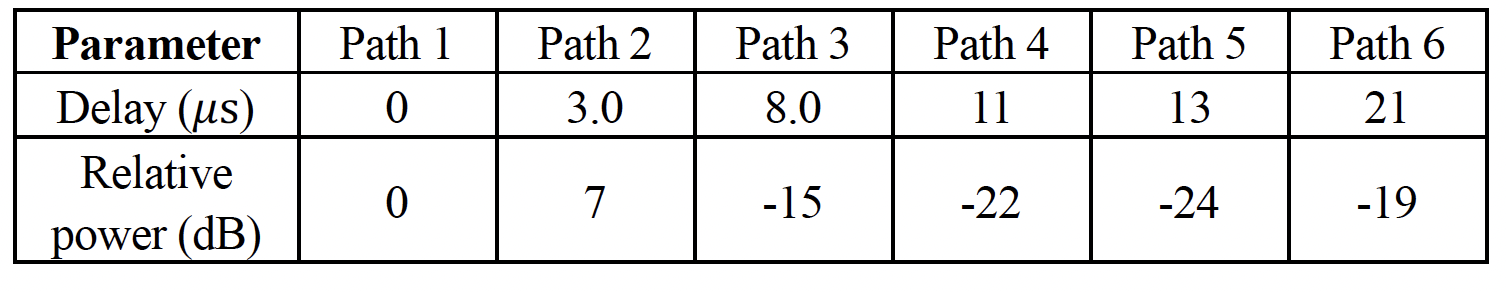 Parameter Path 1 Path 2 Path 3 Path 4 Path 5 Path 6
Delay (μs) 0 3.0 8.0 11 13 21
Relative
power (dB) 0 7 -15 -22 -24 -19